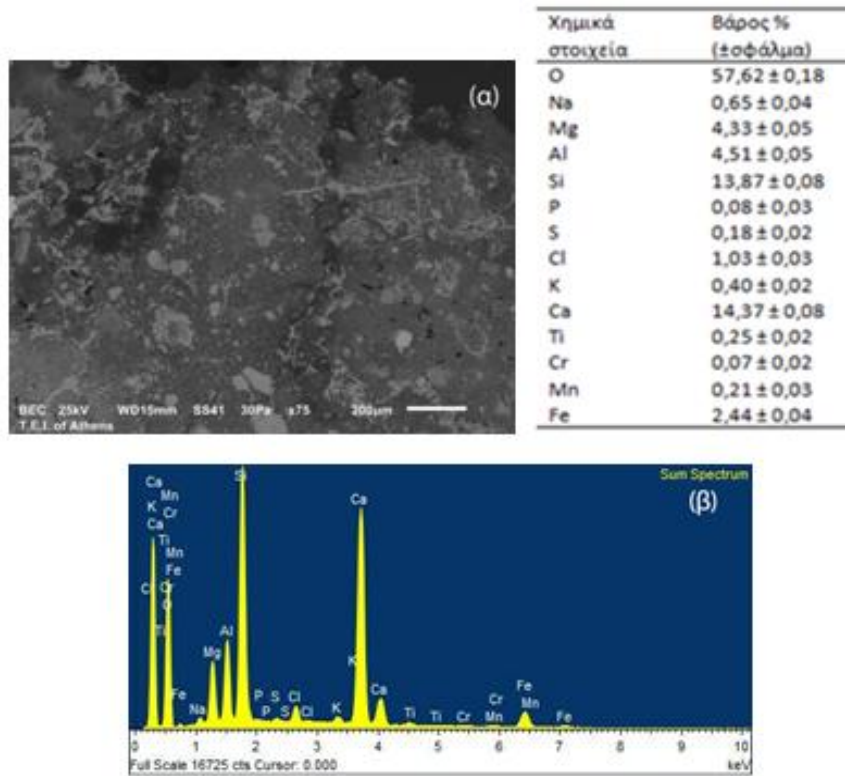 Χημικά Βάρος %
στοιχεία (±σφάλμα)
O 57,62 ± 0,18
Na 0,65 ± 0,04
Mg 4,33 ± 0,05
Al 4,51 ± 0,05
Si 13,87 ± 0,08
P 0,08 ± 0,03
S 0,18 ± 0,02
Cl 1,03 ± 0,03
K 0,40 ± 0,02
Ca 14,37 ± 0,08
Ti 0,25 ± 0,02
Cr 0,07 ± 0,02
Mn 0,21 ± 0,03
Fe 2,44 ± 0,04
(α)
BEC 25kV WD15mm SS41 30Pa x75 200μm
T.E.I. of Athens
Sum Spectrum
(β)
Ca
Mn
K Cr
Ca
Ti
Mn
Fe
Cr
O
Ti
Fe
Na
Mg
Al
Si
P
P
S
S
Cl
Cl
K
K
Ca
Ca
Ti
Ti
Cr
Cr
Mn
Fe
Mn
Fe
0 1 2 3 4 5 6 7 8 9 10
Full Scale 16725 cts Cursor: 0.000 keV